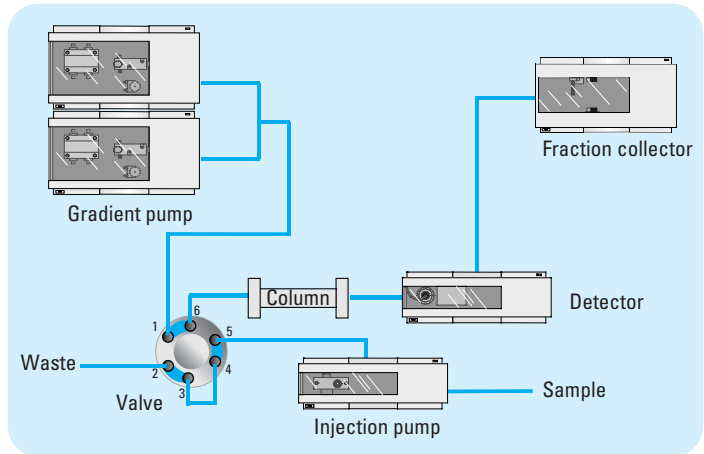 Gradient pump
Fraction collector
Column
Detector
1
6
5
2
3
4
Waste
Valve
Injection pump
Sample